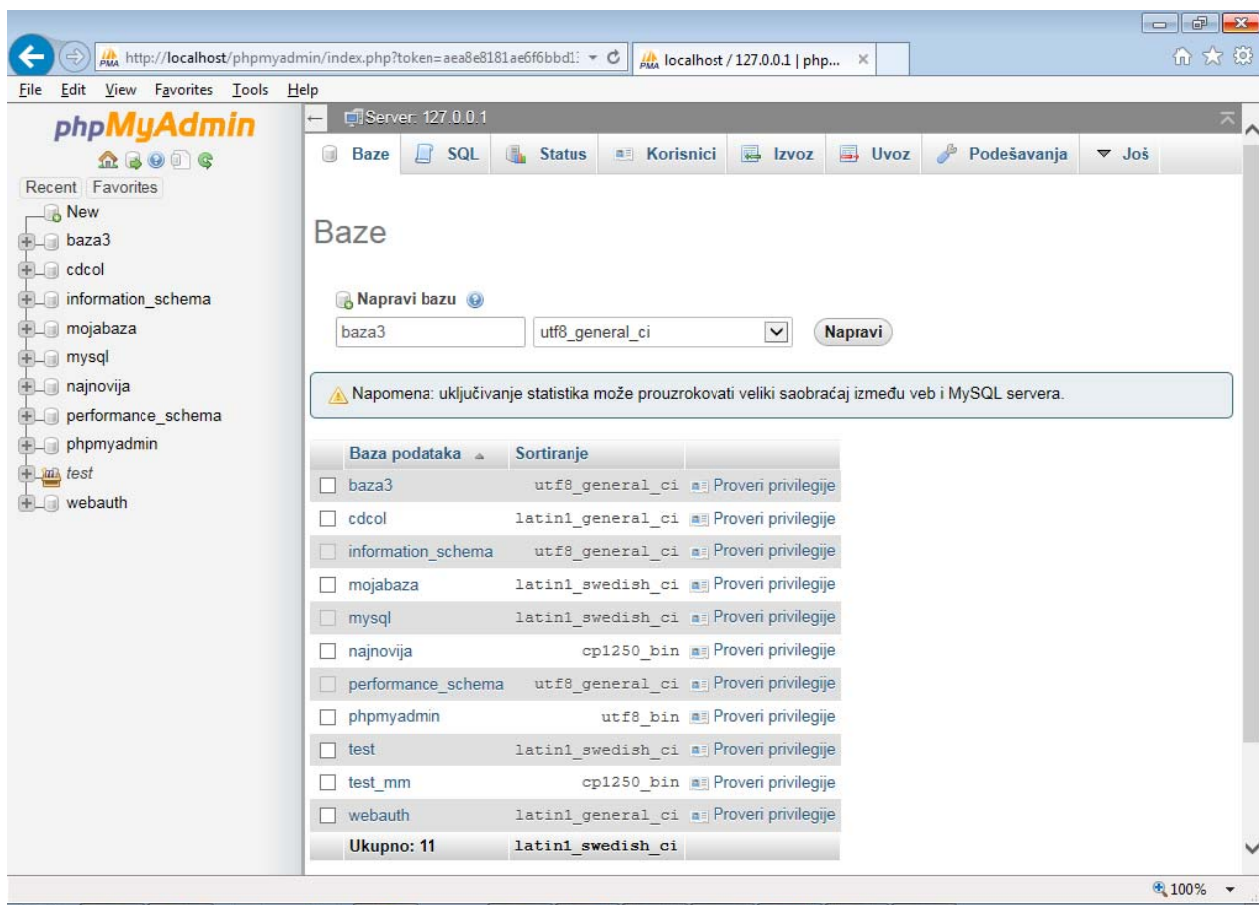 http://localhost/phpmyadmin/index.php?token=aea8e8181ae6f6bbd1
localhost / 127.0.0.1 | php...
File Edit View Favorites Tools Help
phpMyAdmin
Recent Favorites
New
baza3
cdcol
information_schema
mojabaza
mysql
najnovija
performance_schema
phpmyadmin
test
webauth
Server: 127.0.0.1
Baze SQL Status Korisnici Izvoz Uvoz Podešavanja Još
Baze
Napravi bazu
baza3 utf8_general_ci Napravi
Napomena: uključivanje statistika može prouzrokovati veliki saobraćaj između veb i MySQL servera.
Baza podataka Sortiranje
baza3 utf8_general_ci Proveri privilegije
cdcol latin1_general_ci Proveri privilegije
information_schema utf8_general_ci Proveri privilegije
mojabaza latin1_swedish_ci Proveri privilegije
mysql latin1_swedish_ci Proveri privilegije
najnovija cp1250_bin Proveri privilegije
performance_schema utf8_general_ci Proveri privilegije
phpmyadmin utf8_bin Proveri privilegije
test latin1_swedish_ci Proveri privilegije
test_mm cp1250_bin Proveri privilegije
webauth latin1_general_ci Proveri privilegije
Ukupno: 11 latin1_swedish_ci
100%